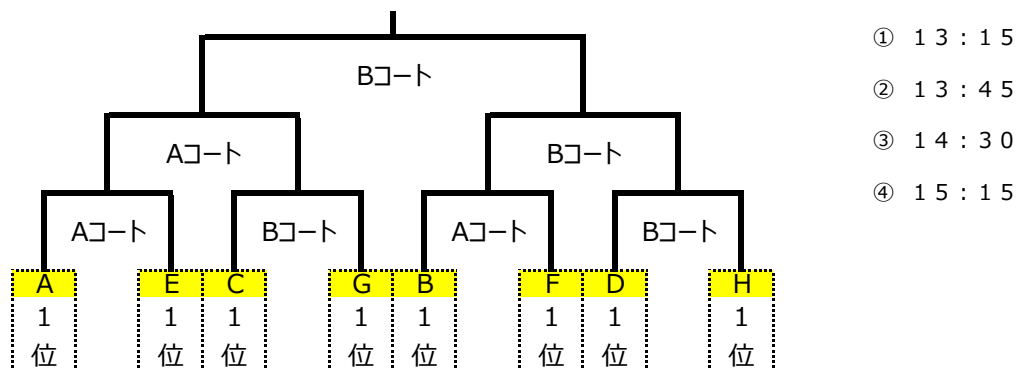 ① １３：１５
Bコート
② １３：４５
③ １４：３０
Aコート Bコート
④ １５：１５
Aコート Bコート Aコート Bコート
A E C G B F D H
1 1 1 1 1 1 1 1
位 位 位 位 位 位 位 位